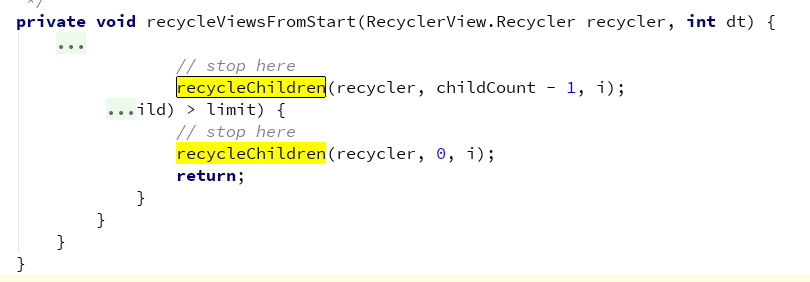 */
private void recycleViewsFromStart(RecyclerView.Recycler recycler, int dt) {
...
// stop here
recycleChildren(recycler, childCount - 1, i);
...ild) > limit) {
// stop here
recycleChildren(recycler, 0, i);
return;
}
}
}
}